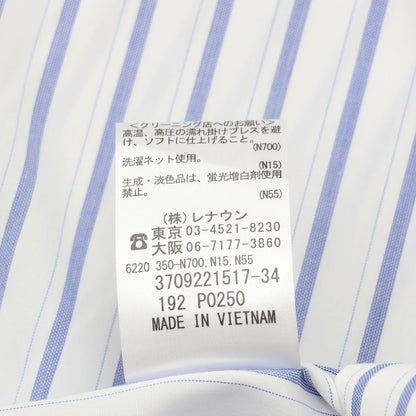 <クリーニング店へのお願い>
高温、高圧の濡れ掛けプレスを避
け、ソフトに仕上げること。
(N700)
洗濯ネット使用。
(N15)
生成・淡色品は、蛍光増白剤使用
禁止。
(N55)
(株)レナウン
☎東京 03-4521-8230
大阪 06-7177-3860
6220 350-N700, N15, N55
3709221517-34
192 P0250
MADE IN VIETNAM